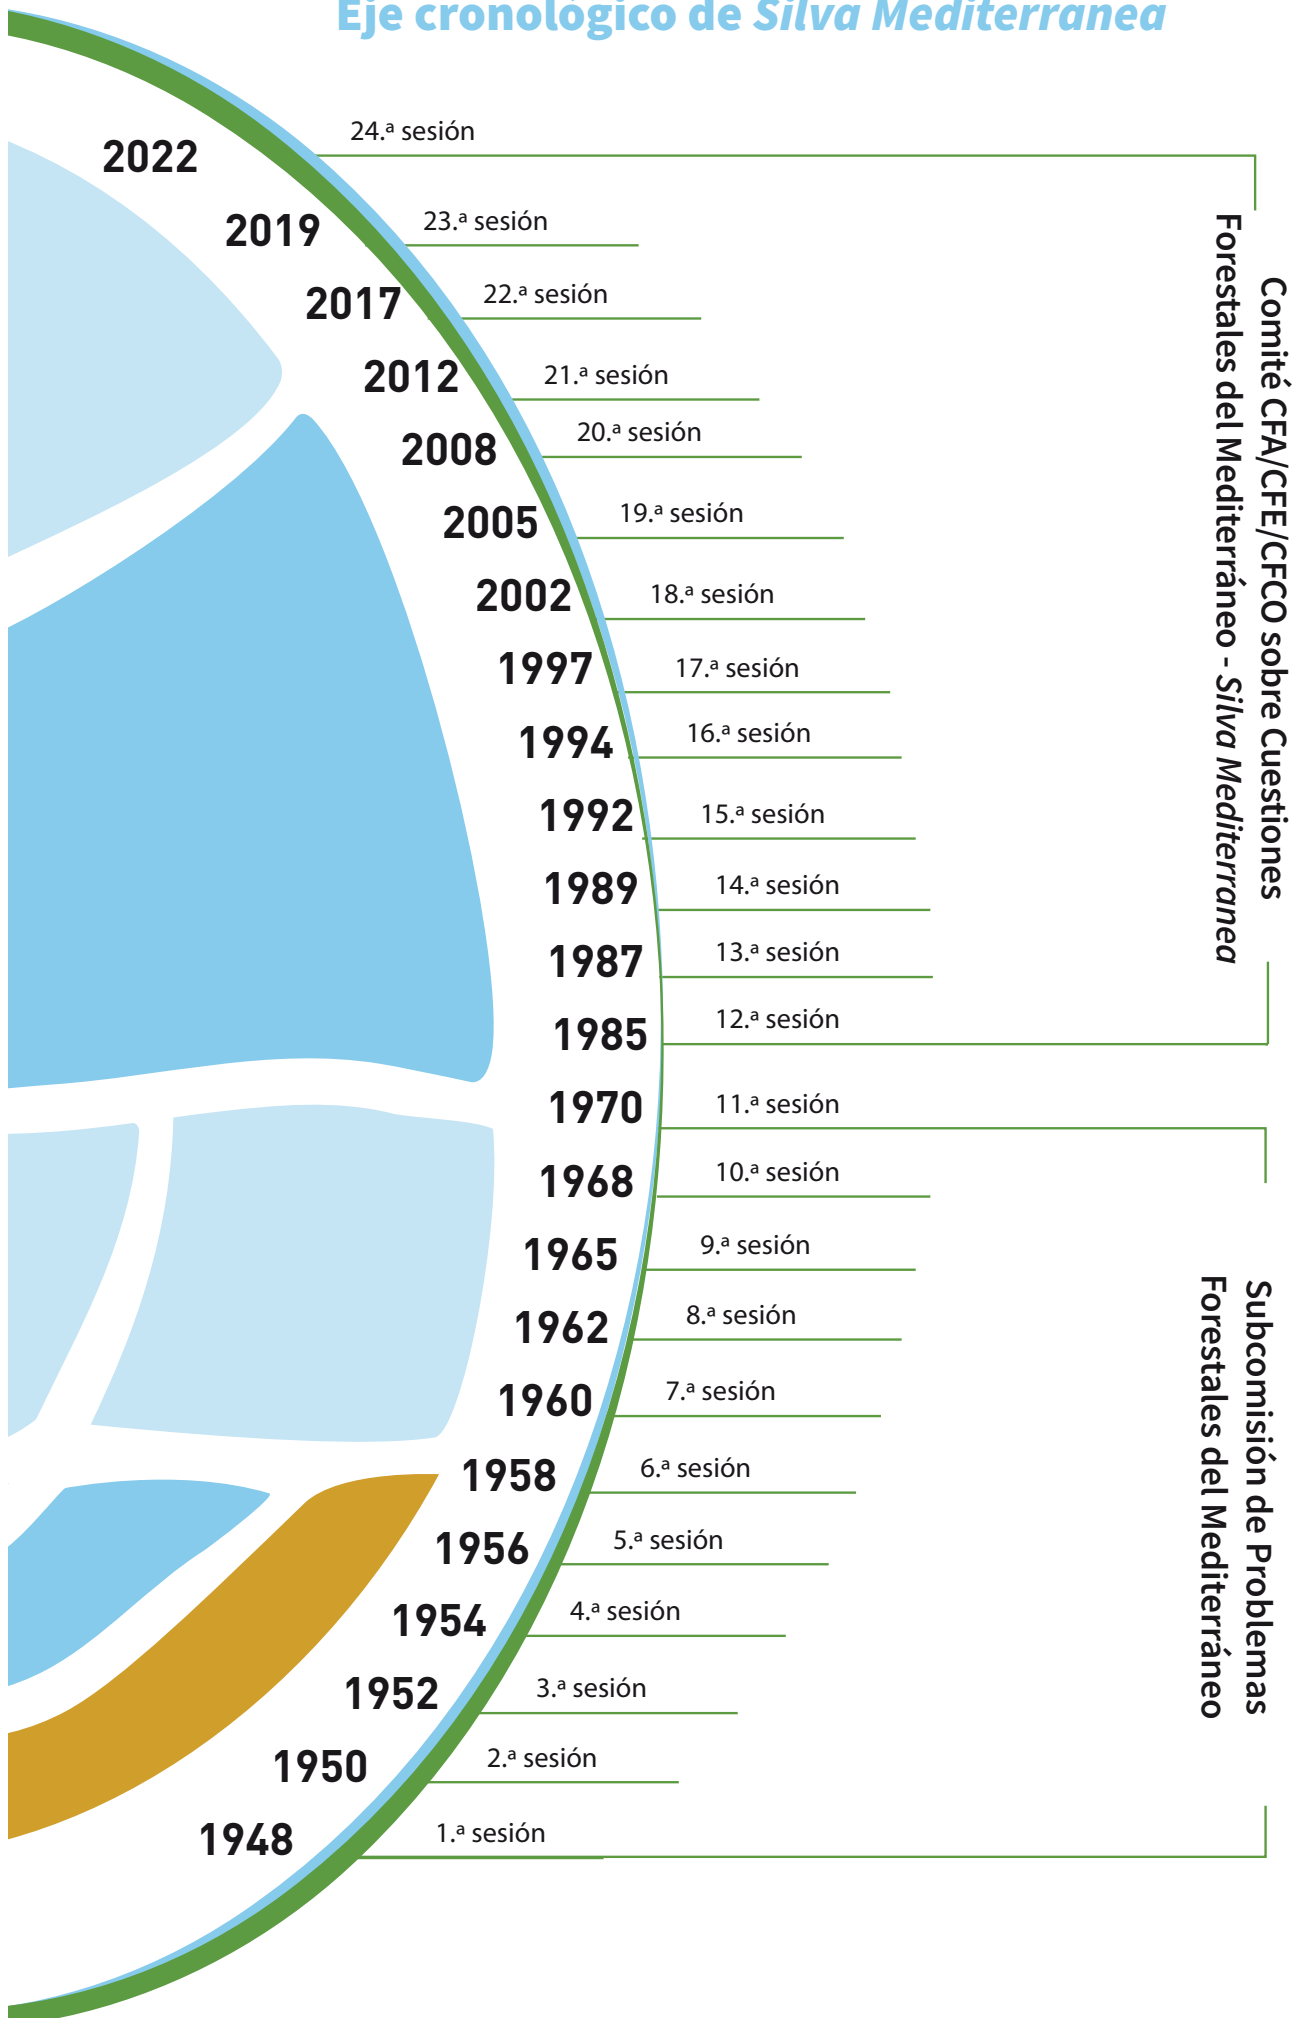 Eje cronológico de Silva Mediterranea
2022
24.ª sesión
2019
23.ª sesión
2017
22.ª sesión
2012
21.ª sesión
2008
20.ª sesión
2005
19.ª sesión
2002
18.ª sesión
1997
17.ª sesión
1994
16.ª sesión
1992
15.ª sesión
1989
14.ª sesión
1987
13.ª sesión
1985
12.ª sesión
Comité CFA/CFE/CFCO sobre Cuestiones
Forestales del Mediterráneo - Silva Mediterranea
1970
11.ª sesión
1968
10.ª sesión
1965
9.ª sesión
1962
8.ª sesión
1960
7.ª sesión
1958
6.ª sesión
1956
5.ª sesión
1954
4.ª sesión
1952
3.ª sesión
1950
2.ª sesión
1948
1.ª sesión
Subcomisión de Problemas
Forestales del Mediterráneo